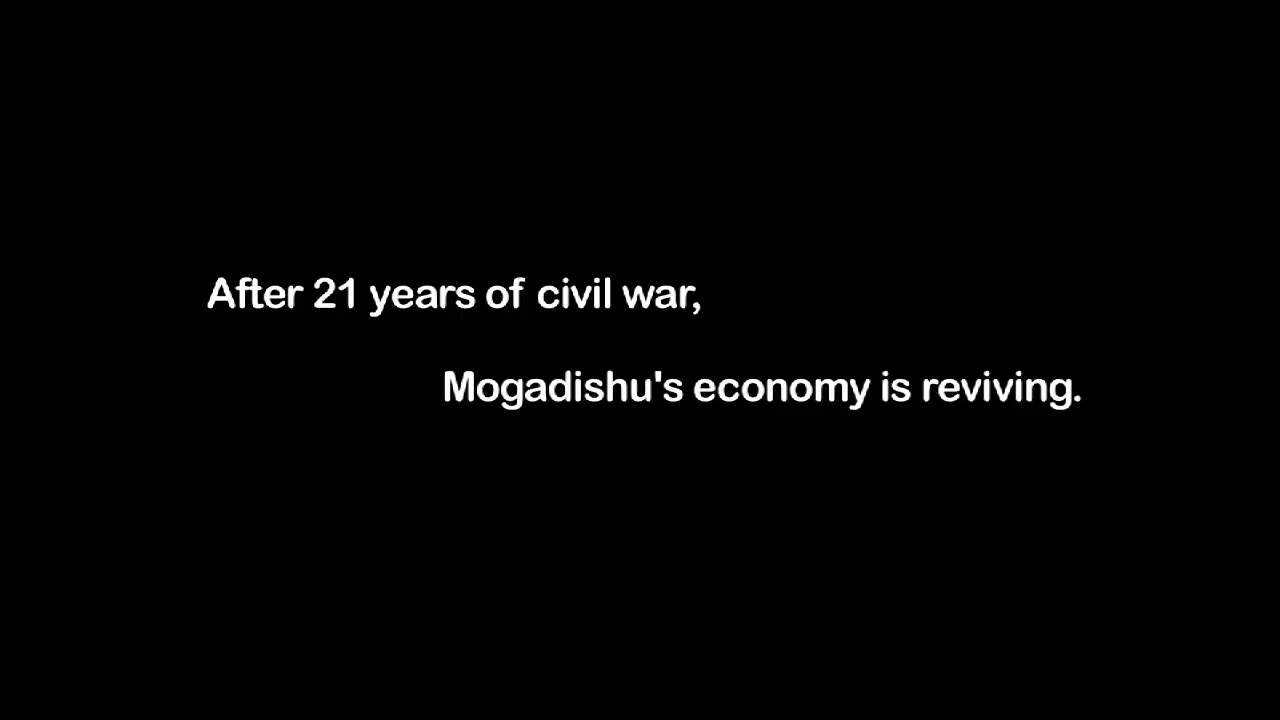 After 21 years of civil war,
Mogadishu's economy is reviving.